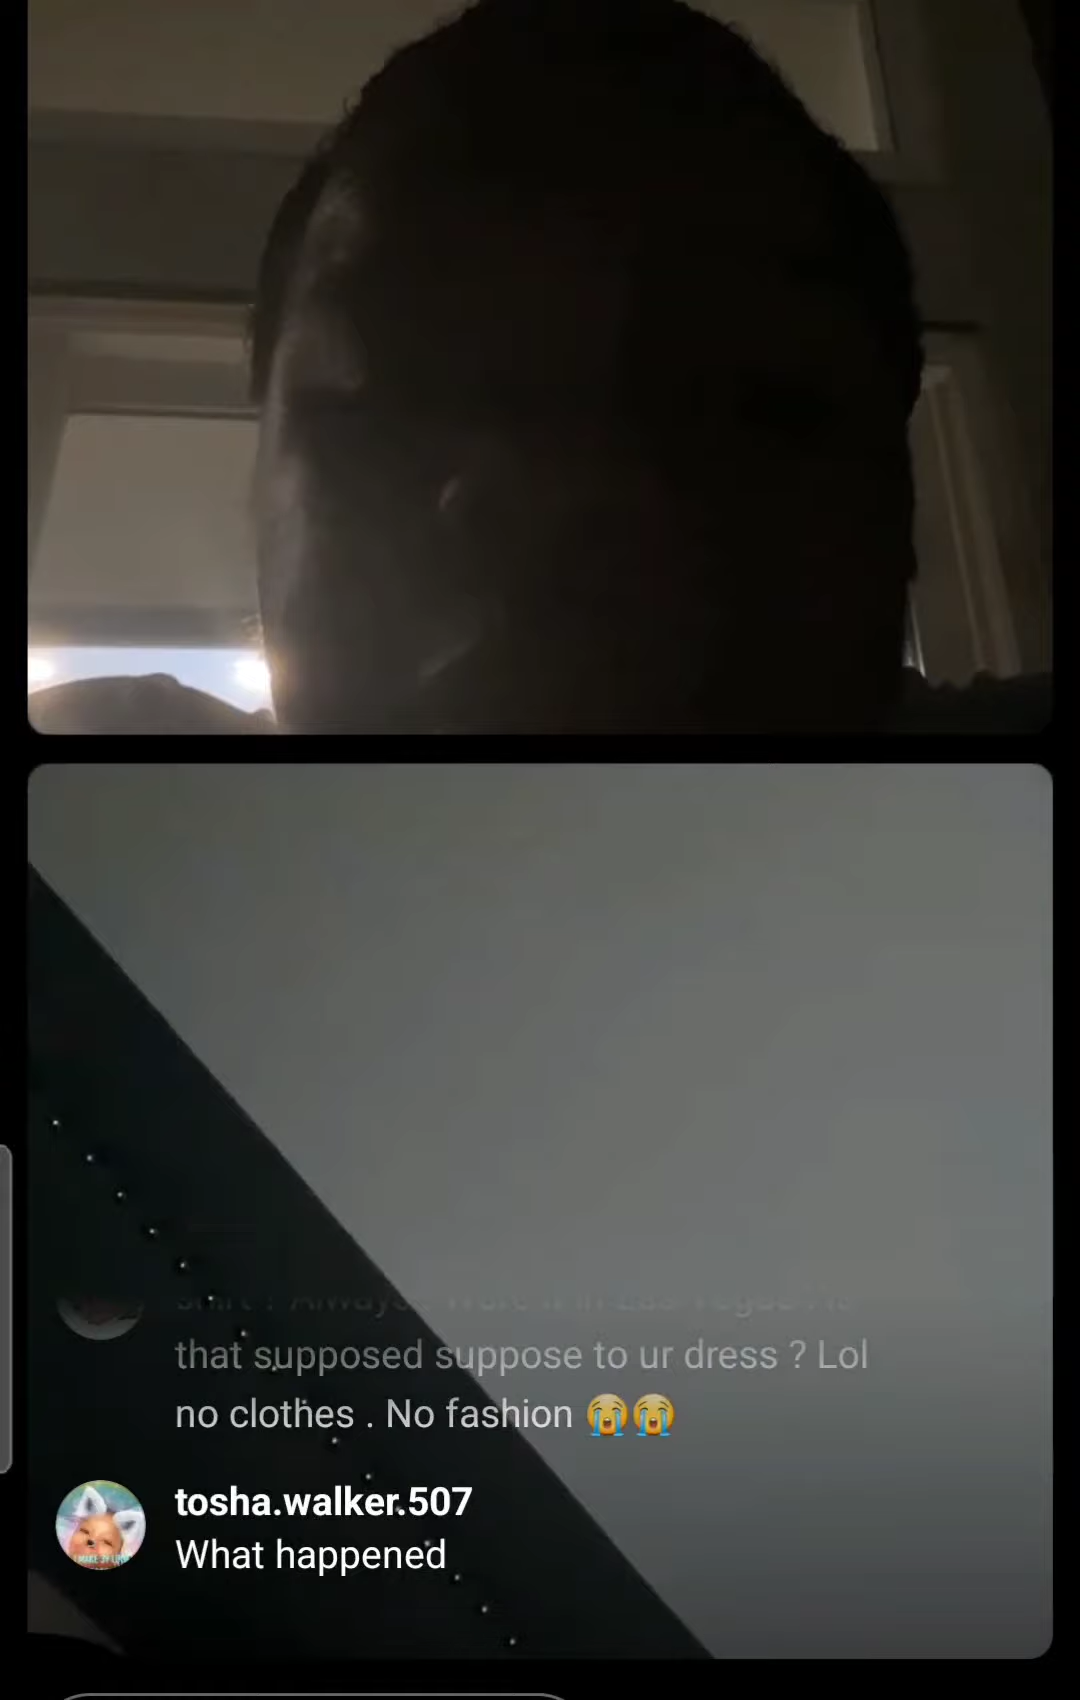 that supposed suppose to ur dress ? Lol
no clothes . No fashion 😭😭
tosha.walker.507
What happened